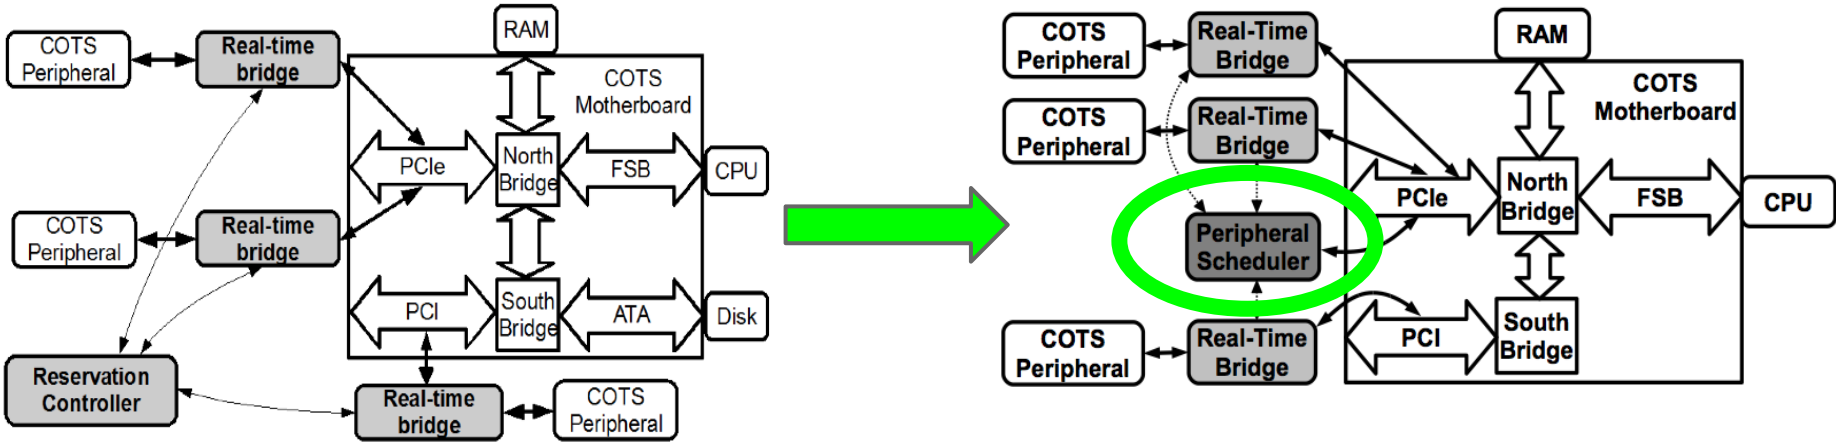 RAM
COTS
Peripheral
Real-time
bridge
COTS
Motherboard
PCIe
North
Bridge
FSB
CPU
COTS
Peripheral
Real-time
bridge
PCI
South
Bridge
ATA
Disk
Reservation
Controller
Real-time
bridge
COTS
Peripheral
RAM
COTS
Peripheral
Real-Time
Bridge
COTS
Motherboard
COTS
Peripheral
Real-Time
Bridge
PCIe
North
Bridge
FSB
CPU
Peripheral
Scheduler
COTS
Peripheral
Real-Time
Bridge
PCI
South
Bridge